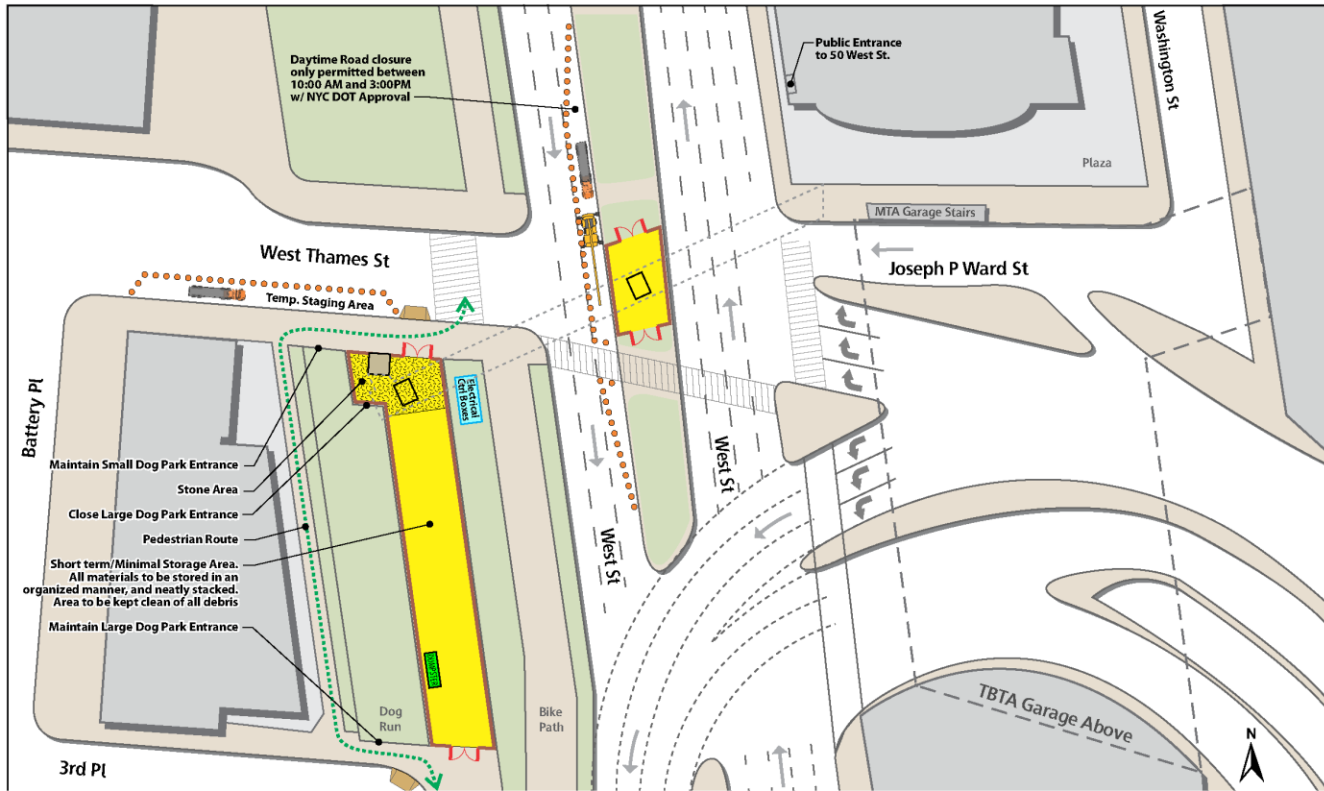 Daytime Road closure
only permitted between
10:00 AM and 3:00PM
w/ NYC DOT Approval
Public Entrance
to 50 West St.
Washington St
Plaza
MTA Garage Stairs
West Thames St
Joseph P Ward St
Temp. Staging Area
Battery Pl
Electrical
Ctrl Boxes
Maintain Small Dog Park Entrance
Stone Area
Close Large Dog Park Entrance
Pedestrian Route
Short term/Minimal Storage Area.
All materials to be stored in an
organized manner, and neatly stacked.
Area to be kept clean of all debris
Maintain Large Dog Park Entrance
West St
West St
DUMPSTER
Dog
Run
Bike
Path
TBTA Garage Above
3rd Pl
N